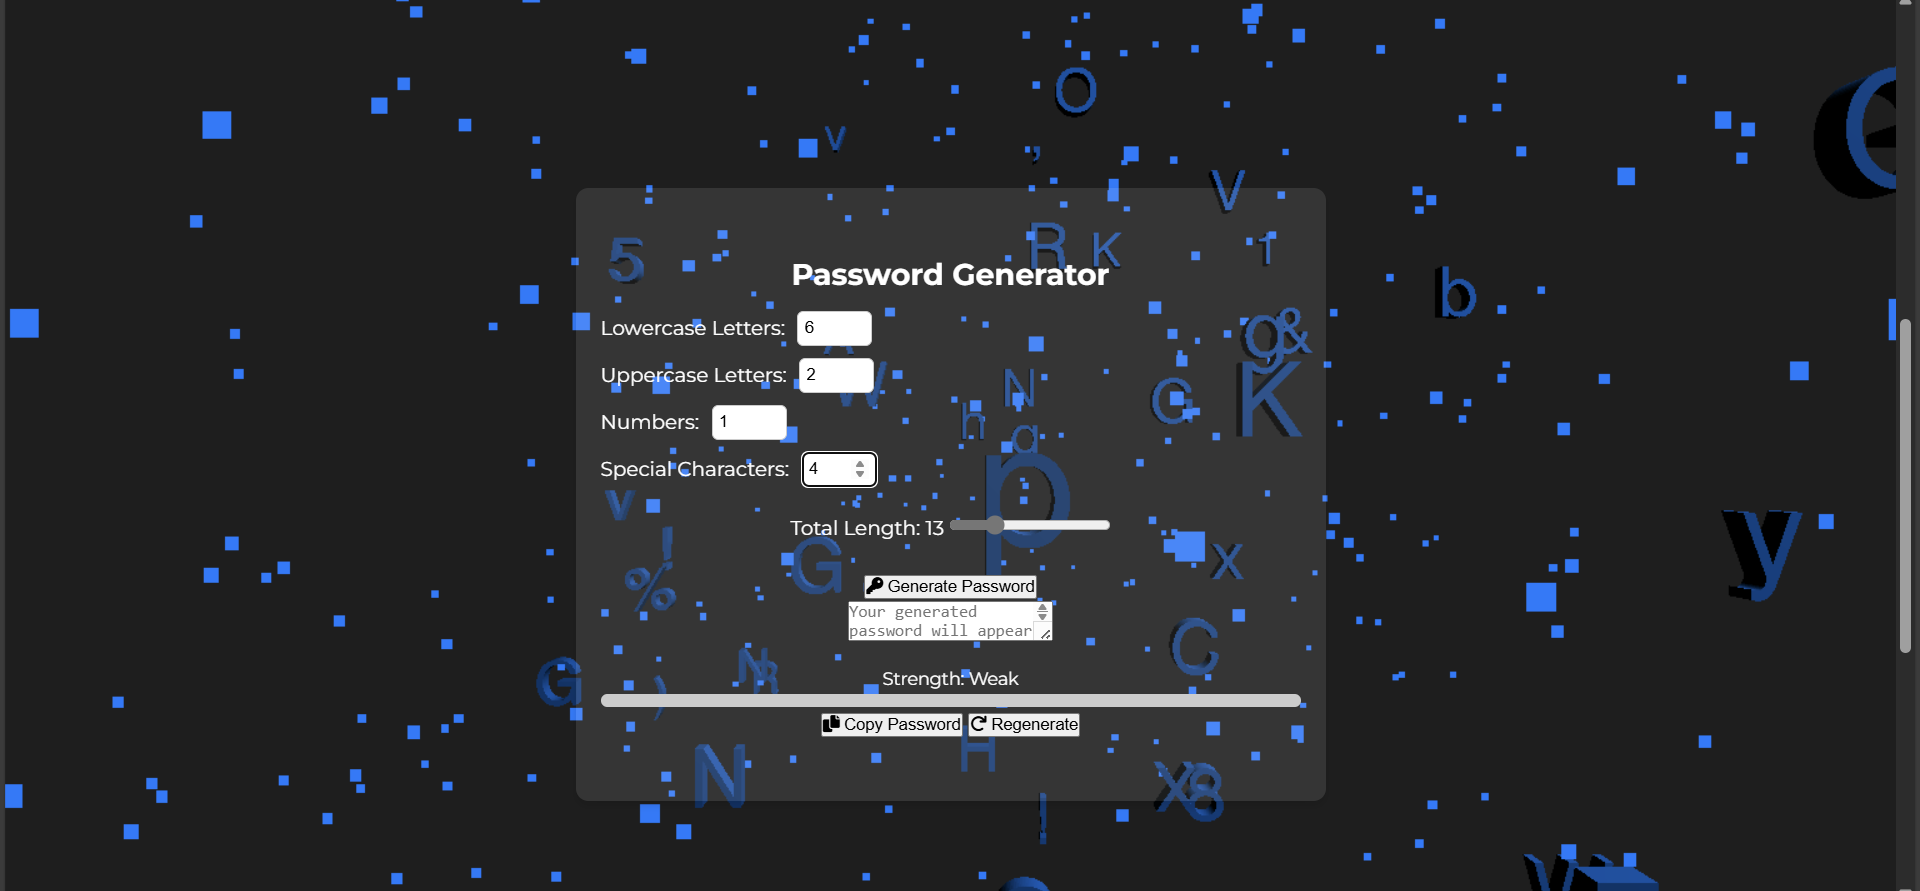 Password Generator
Lowercase Letters: 6
Uppercase Letters: 2
Numbers: 1
Special Characters: 4
Total Length: 13
Generate Password
Your generated
password will appear
Strength: Weak
Copy Password Regenerate